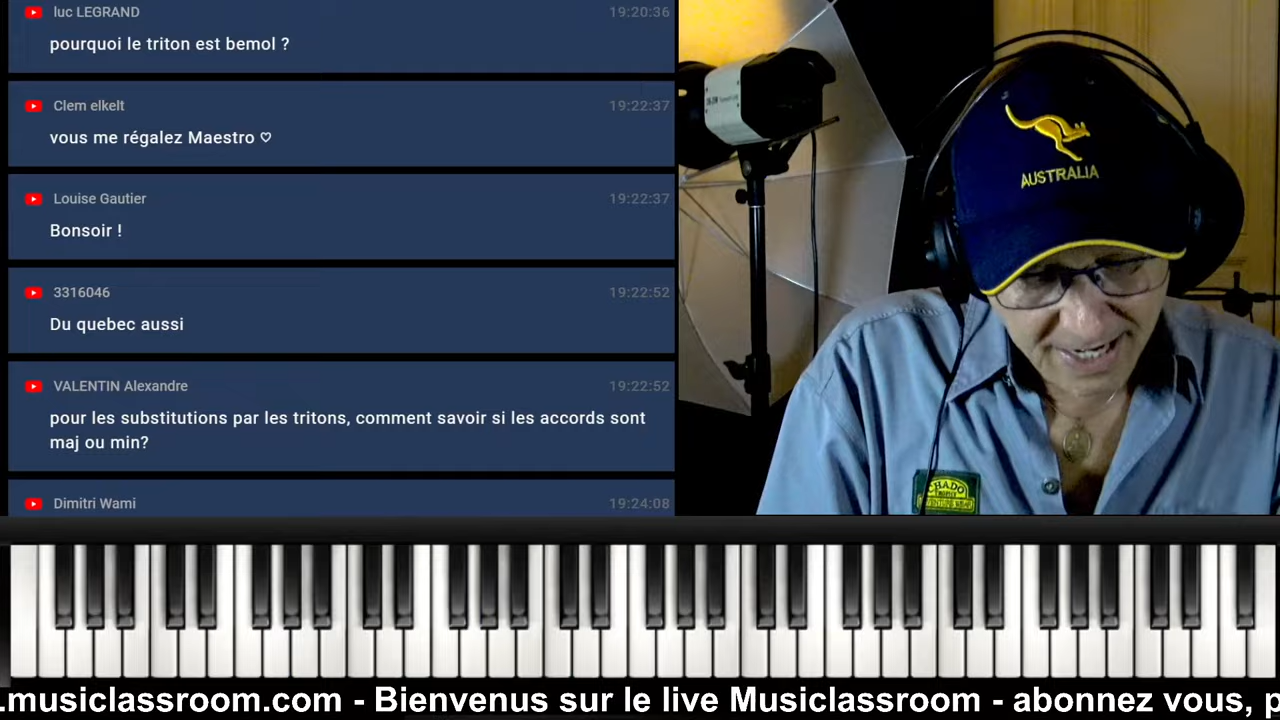 luc LEGRAND 19:20:36
pourquoi le triton est bemol ?
Clem elkelt 19:22:37
vous me régalez Maestro ♡
Louise Gautier 19:22:37
Bonsoir !
3316046 19:22:52
Du quebec aussi
VALENTIN Alexandre 19:22:52
pour les substitutions par les tritons, comment savoir si les accords sont
maj ou min?
Dimitri Wami 19:24:08
AUSTRALIA
.musiclassroom.com - Bienvenus sur le live Musiclassroom - abonnez vous, p